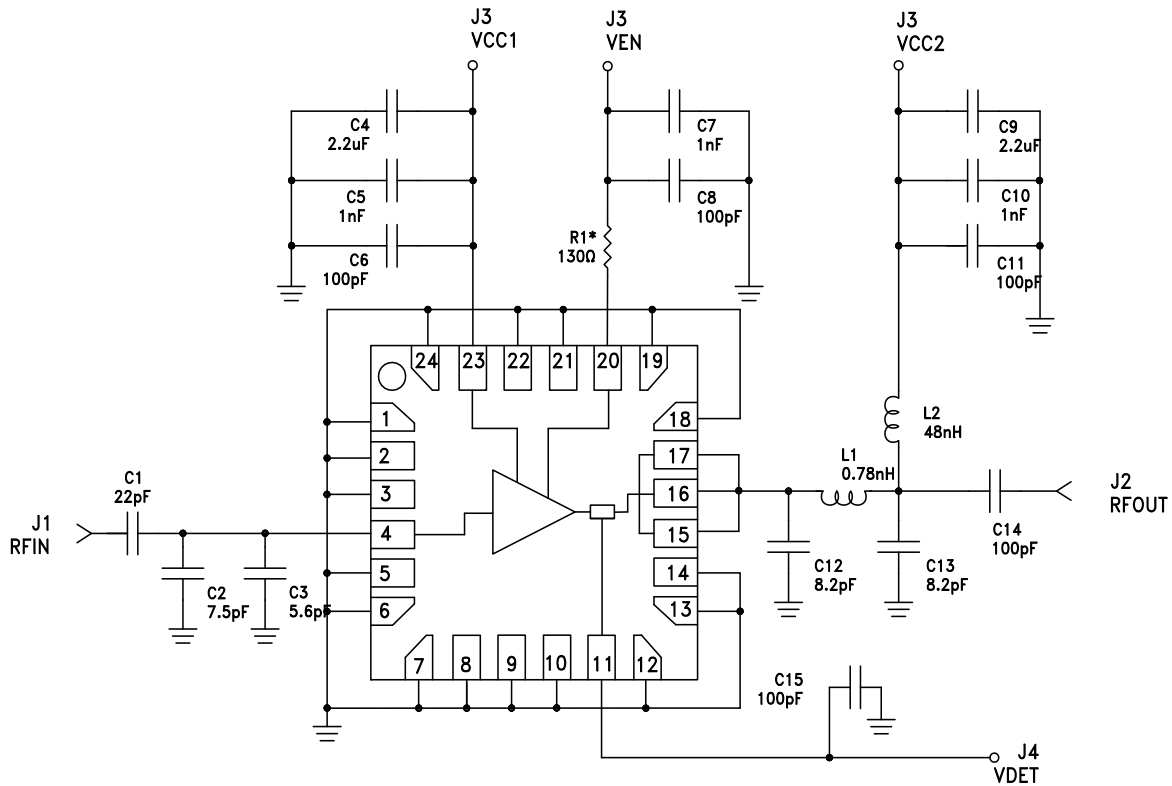 J3
VCC1
J3
VEN
J3
VCC2
C4
2.2uF
C7
1nF
C9
2.2uF
C5
1nF
C8
100pF
C10
1nF
R1*
130Ω
C6
100pF
C11
100pF
24
23
22
21
20
19
1
18
2
17
3
16
4
15
5
14
6
13
7
8
9
10
11
12
L2
48nH
L1
0.78nH
C1
22pF
J1
RFIN
J2
RFOUT
C14
100pF
C2
7.5pF
C3
5.6pF
C12
8.2pF
C13
8.2pF
C15
100pF
J4
VDET